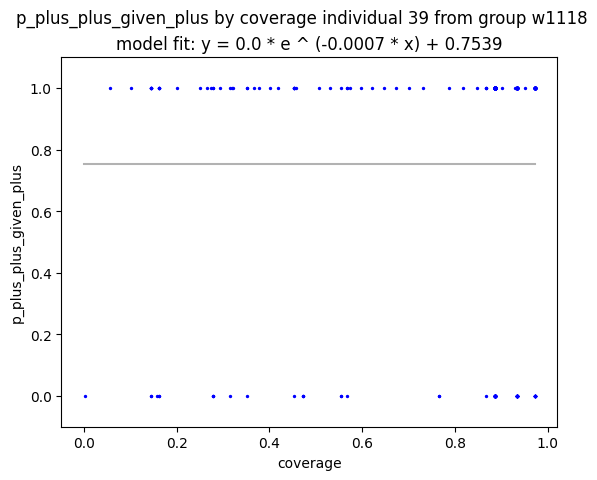 p_plus_plus_given_plus by coverage individual 39 from group w1118
model fit: y = 0.0 * e ^ (-0.0007 * x) + 0.7539
1.0
0.8
0.6
0.4
0.2
0.0
p_plus_plus_given_plus
0.0 0.2 0.4 0.6 0.8 1.0
coverage